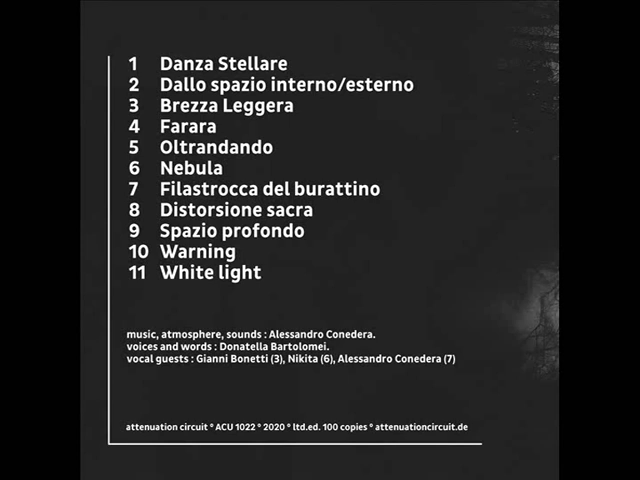 1 Danza Stellare
2 Dallo spazio interno/esterno
3 Brezza Leggera
4 Farara
5 Oltrandando
6 Nebula
7 Filastrocca del burattino
8 Distorsione sacra
9 Spazio profondo
10 Warning
11 White light
music, atmosphere, sounds : Alessandro Conedera.
voices and words : Donatella Bartolomei.
vocal guests : Gianni Bonetti (3), Nikita (6), Alessandro Conedera (7)
attenuation circuit ° ACU 1022 ° 2020 ° ltd.ed. 100 copies ° attenuationcircuit.de